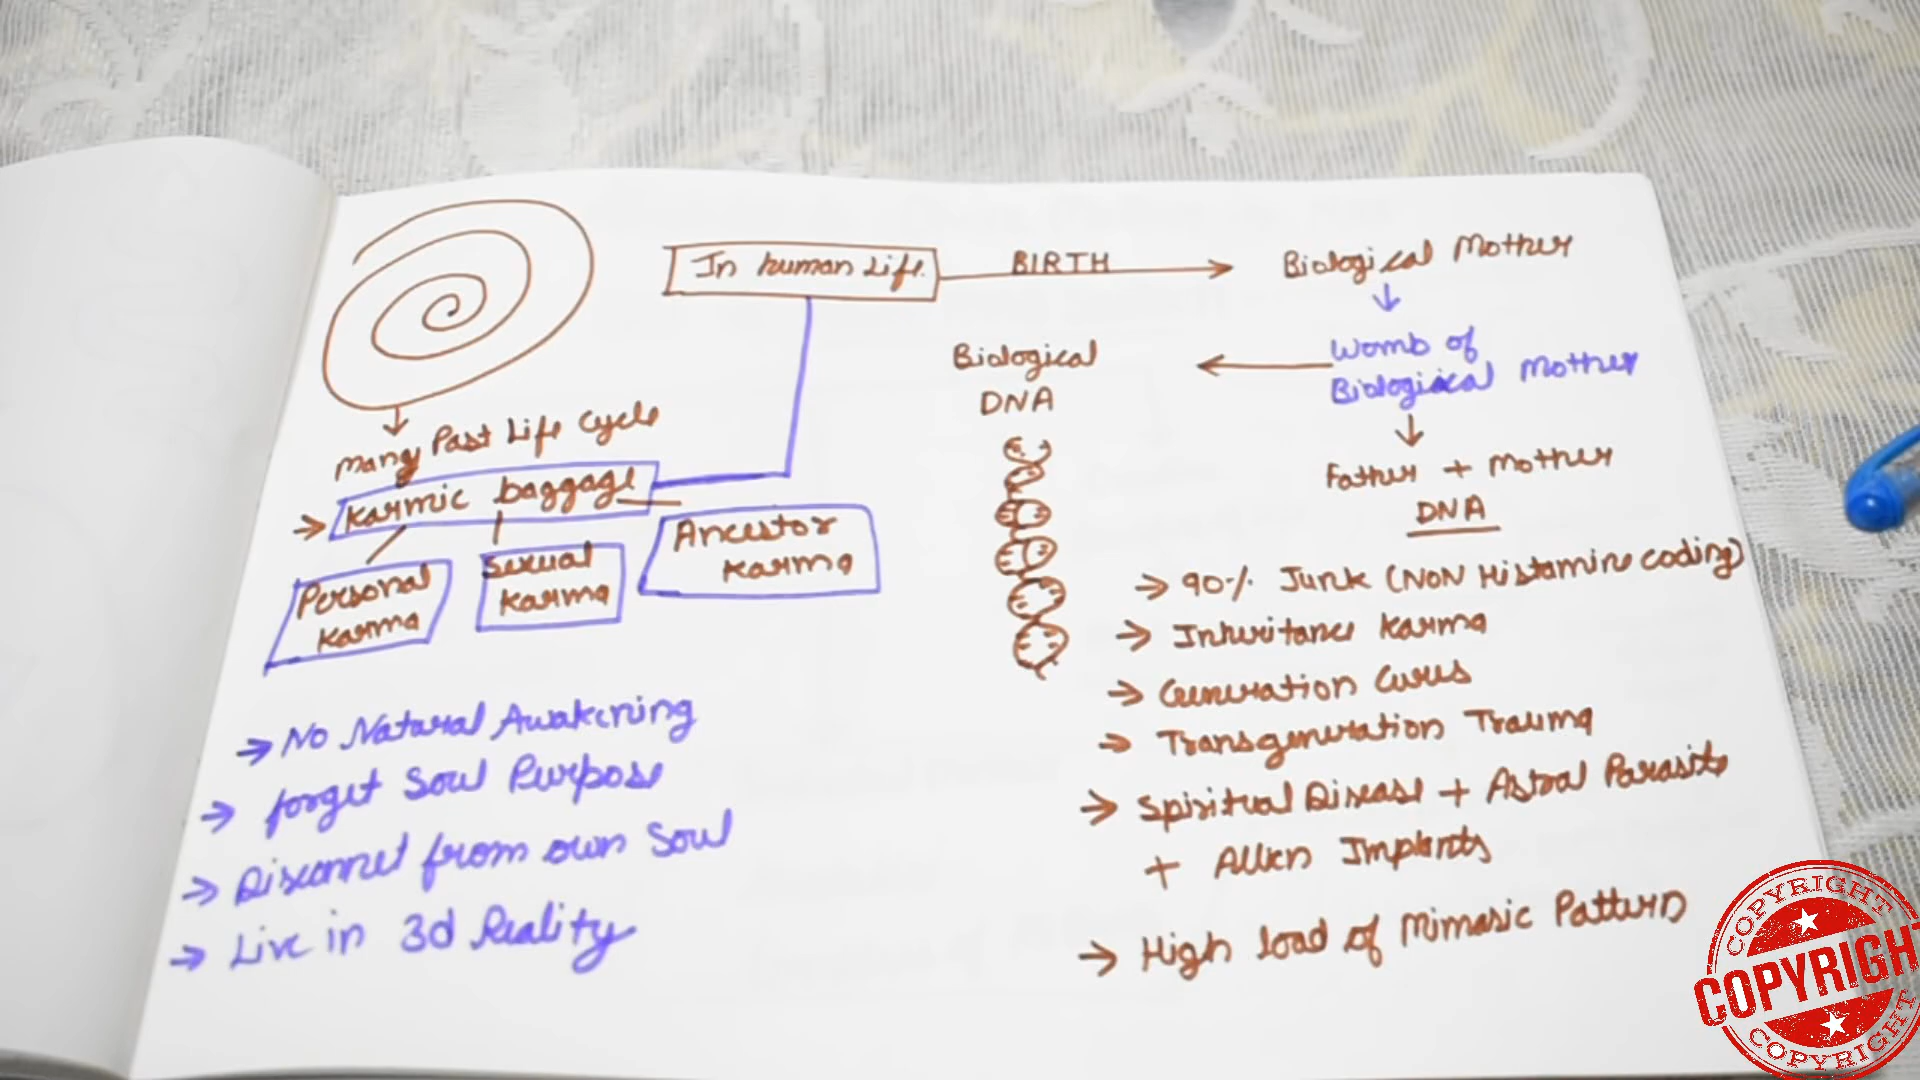 In human Life.
BIRTH
Biological Mother
Womb of
Biological Mother
Biological
DNA
Father + Mother
DNA
Many Past Life Cycle
Karmic baggage
Personal
Karma
Sexual
Karma
Ancestor
Karma
→ No Natural Awakening
→ forget Soul Purpose
→ Disconnet from own Soul
→ Live in 3d Reality
→ 90% Junk (NON Histamine coding)
→ Inheritance Karma
→ Generation Curses
→ Transgeneration Trauma
→ Spiritual Disease + Astral Parasite
+ Allien Implants
→ High load of Mimasic Pattern
COPYRIGHT
COPYRIGH
COPYRIGHT